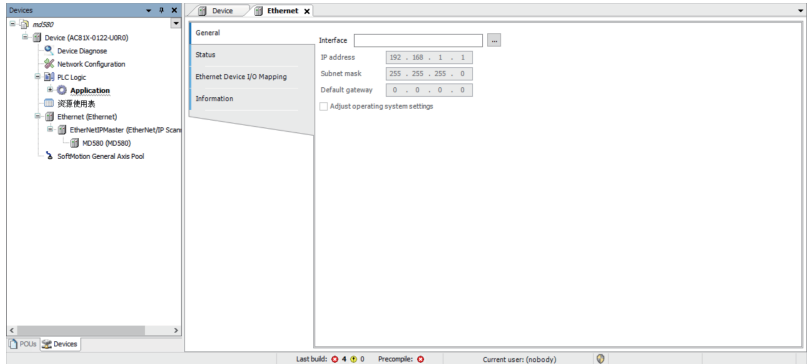 Devices
md580
Device (AC81X-0122-U0R0)
Device Diagnose
Network Configuration
PLC Logic
Application
资源使用表
Ethernet (Ethernet)
EtherNetIPMaster (EtherNet/IP Scann
MD580 (MD580)
SoftMotion General Axis Pool
POUs Devices
Device Ethernet
General
Status
Ethernet Device I/O Mapping
Information
Interface ...
IP address 192 . 168 . 1 . 1
Subnet mask 255 . 255 . 255 . 0
Default gateway 0 . 0 . 0 . 0
Adjust operating system settings
Last build: 4 0 Precompile: Current user: (nobody)